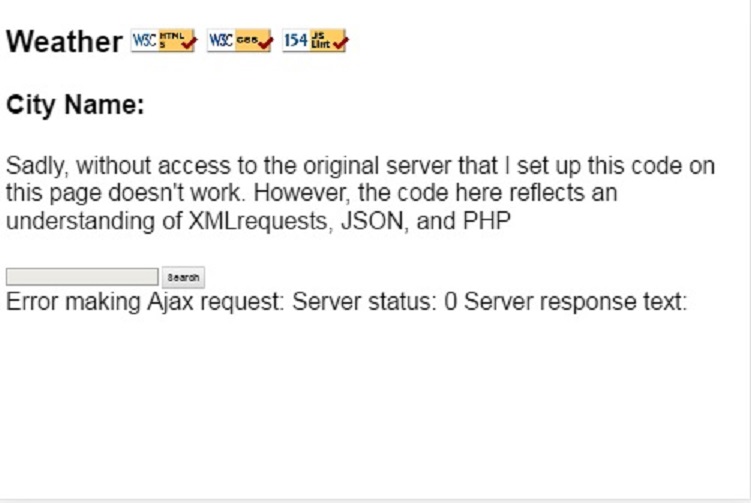 Weather W3C HTML 5 W3C CSS 154 JS Lint
City Name:
Sadly, without access to the original server that I set up this code on
this page doesn't work. However, the code here reflects an
understanding of XMLrequests, JSON, and PHP
Search
Error making Ajax request: Server status: 0 Server response text: